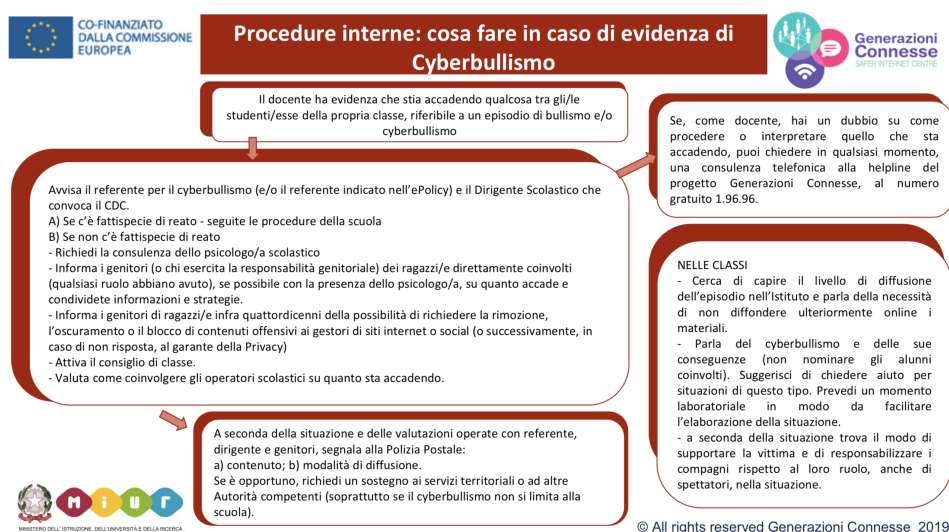 CO-FINANZIATO
DALLA COMMISSIONE
EUROPEA
Procedure interne: cosa fare in caso di evidenza di
Cyberbullismo
Generazioni
Connesse
SAFER INTERNET CENTRE
Il docente ha evidenza che stia accadendo qualcosa tra gli/le
studenti/esse della propria classe, riferibile a un episodio di bullismo e/o
cyberbullismo
Se, come docente, hai un dubbio su come
procedere o interpretare quello che sta
accadendo, puoi chiedere in qualsiasi momento,
una consulenza telefonica alla helpline del
progetto Generazioni Connesse, al numero
gratuito 1.96.96.
Avvisa il referente per il cyberbullismo (e/o il referente indicato nell'ePolicy) e il Dirigente Scolastico che
convoca il CDC.
A) Se c'è fattispecie di reato - seguite le procedure della scuola
B) Se non c'è fattispecie di reato
- Richiedi la consulenza dello psicologo/a scolastico
- Informa i genitori (o chi esercita la responsabilità genitoriale) dei ragazzi/e direttamente coinvolti
(qualsiasi ruolo abbiano avuto), se possibile con la presenza dello psicologo/a, su quanto accade e
condividete informazioni e strategie.
- Informa i genitori di ragazzi/e infra quattordicenni della possibilità di richiedere la rimozione,
l'oscuramento o il blocco di contenuti offensivi ai gestori di siti internet o social (o successivamente, in
caso di non risposta, al garante della Privacy)
- Attiva il consiglio di classe.
- Valuta come coinvolgere gli operatori scolastici su quanto sta accadendo.
NELLE CLASSI
- Cerca di capire il livello di diffusione
dell'episodio nell'Istituto e parla della necessità
di non diffondere ulteriormente online i
materiali.
- Parla del cyberbullismo e delle sue
conseguenze (non nominare gli alunni
coinvolti). Suggerisci di chiedere aiuto per
situazioni di questo tipo. Prevedi un momento
laboratoriale in modo da facilitare
l'elaborazione della situazione.
- a seconda della situazione trova il modo di
supportare la vittima e di responsabilizzare i
compagni rispetto al loro ruolo, anche di
spettatori, nella situazione.
A seconda della situazione e delle valutazioni operate con referente,
dirigente e genitori, segnala alla Polizia Postale:
a) contenuto; b) modalità di diffusione.
Se è opportuno, richiedi un sostegno ai servizi territoriali o ad altre
Autorità competenti (soprattutto se il cyberbullismo non si limita alla
scuola).
miur
MINISTERO DELL' ISTRUZIONE, DELL'UNIVERSITÀ E DELLA RICERCA
© All rights reserved Generazioni Connesse 2019